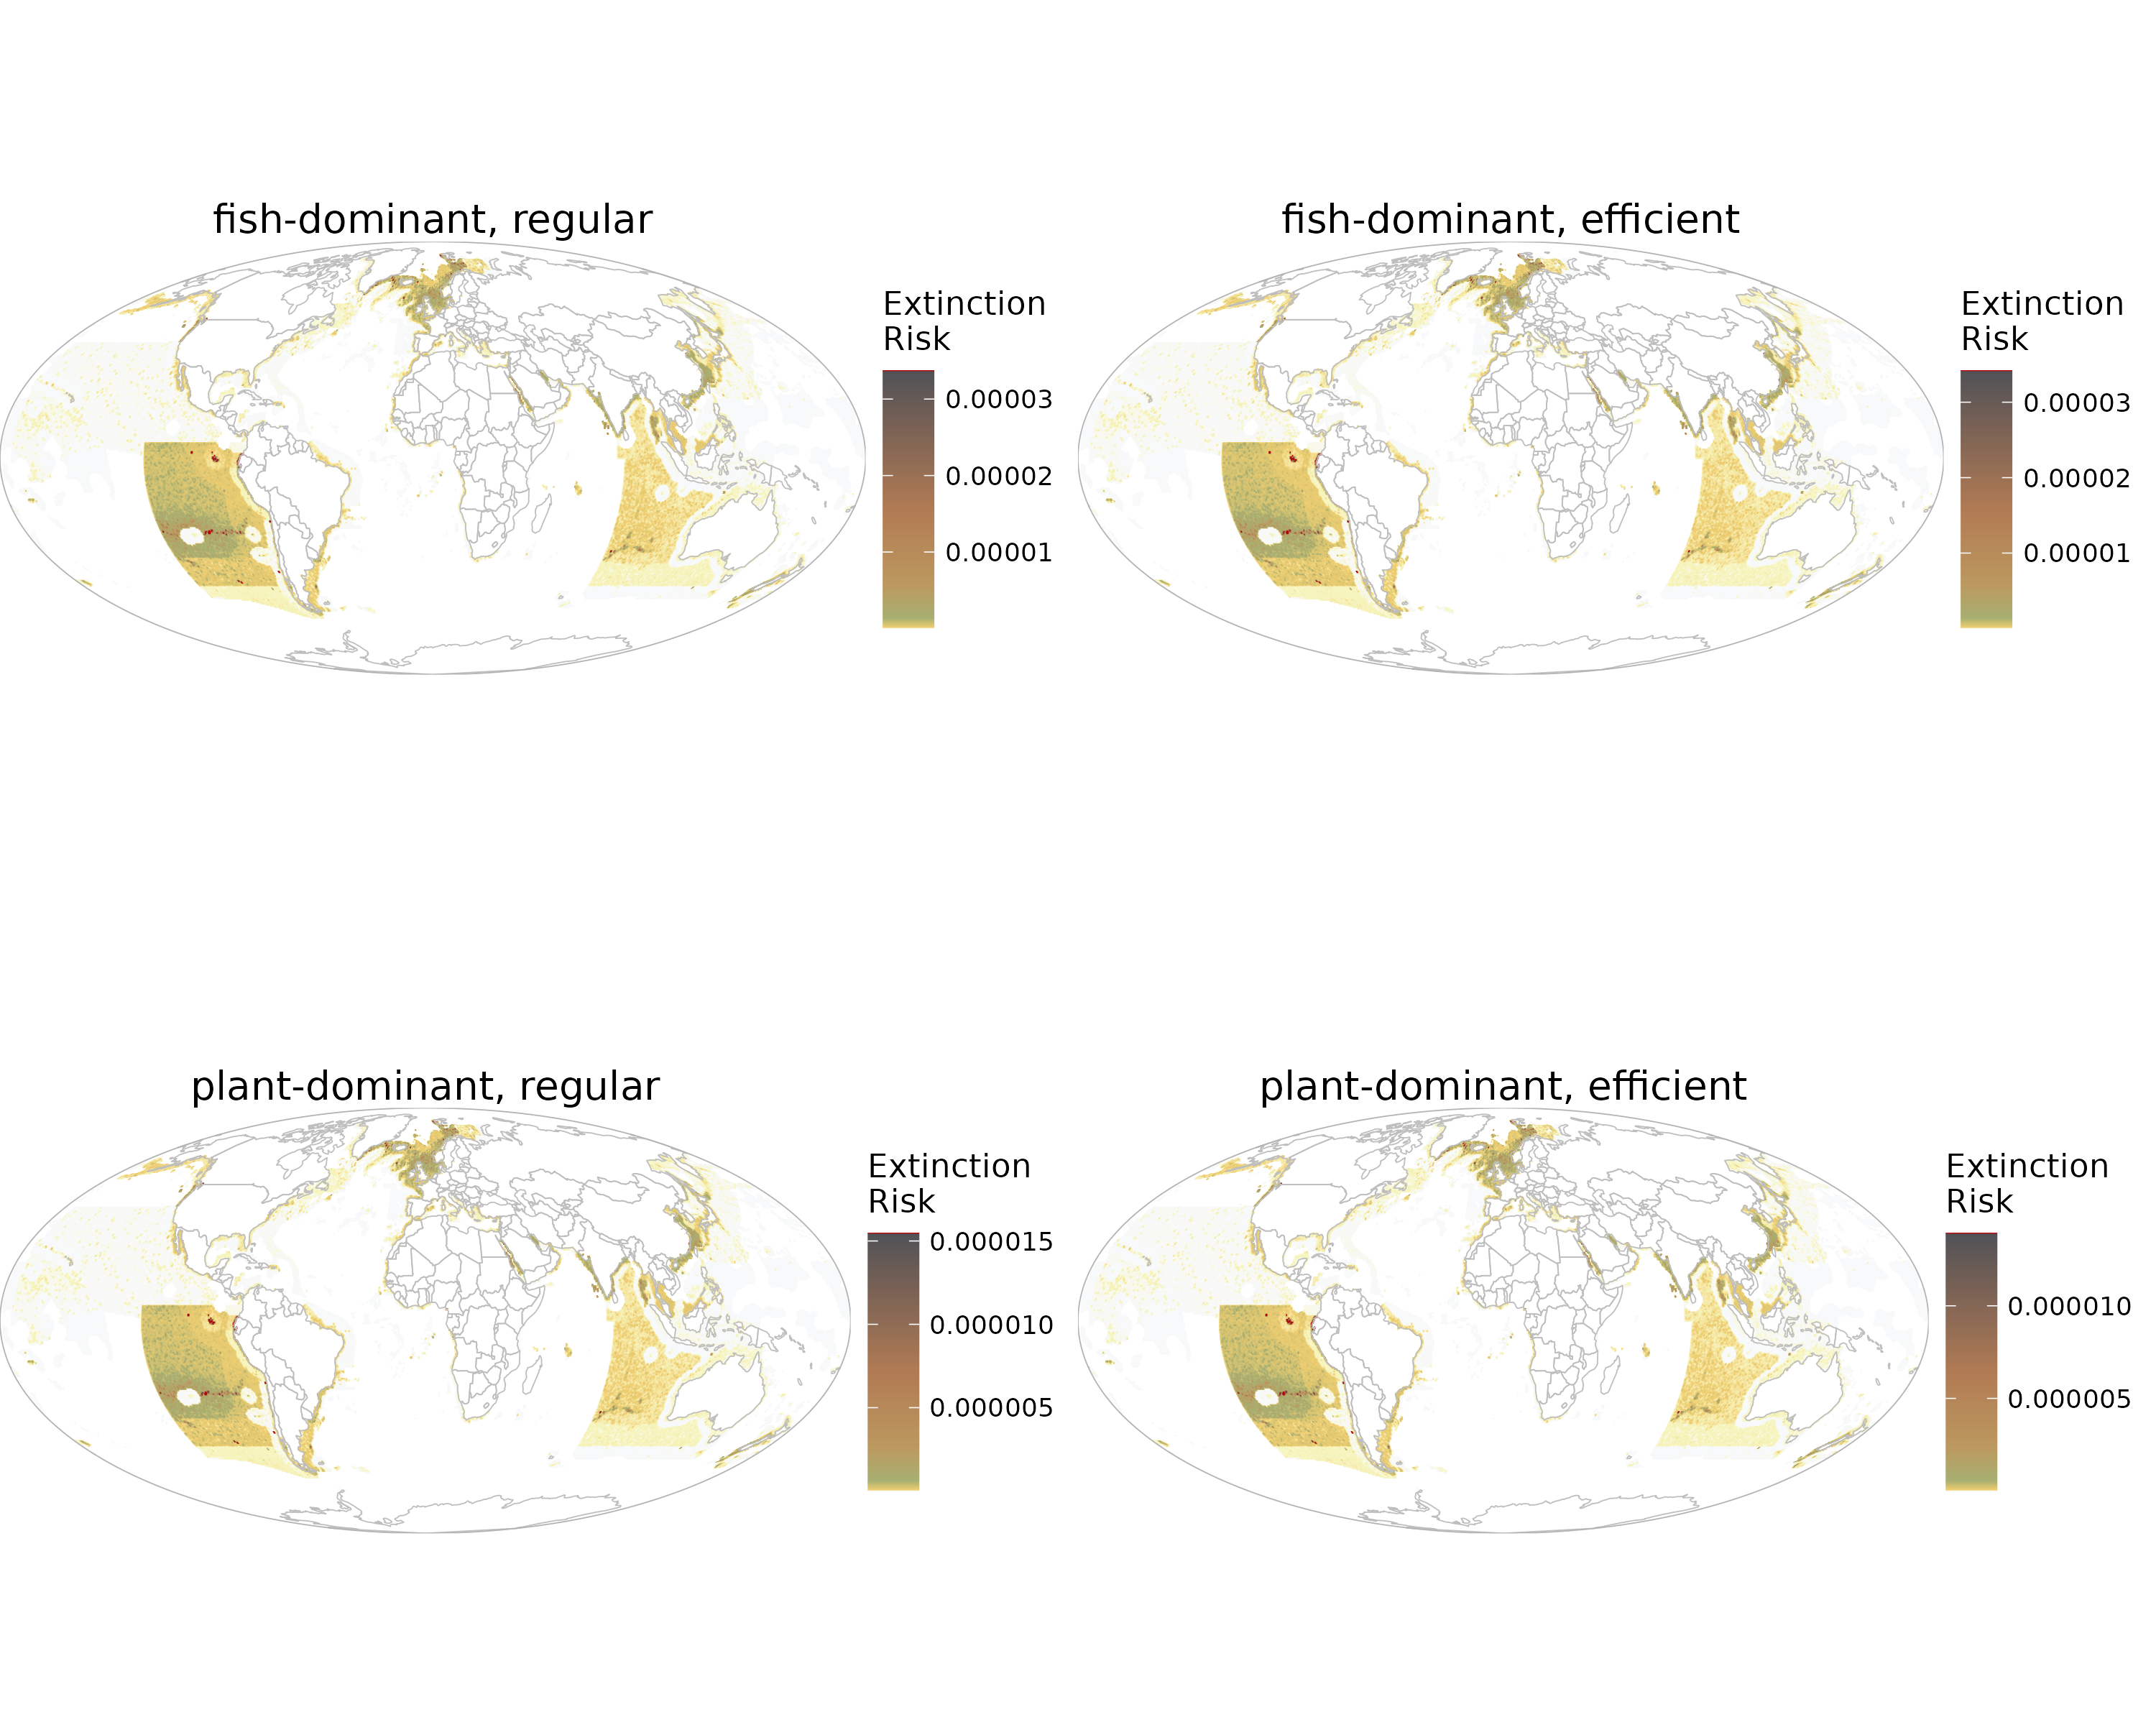 fish-dominant, regular
Extinction
Risk
0.00003
0.00002
0.00001
fish-dominant, efficient
Extinction
Risk
0.00003
0.00002
0.00001
plant-dominant, regular
Extinction
Risk
0.000015
0.000010
0.000005
plant-dominant, efficient
Extinction
Risk
0.000010
0.000005